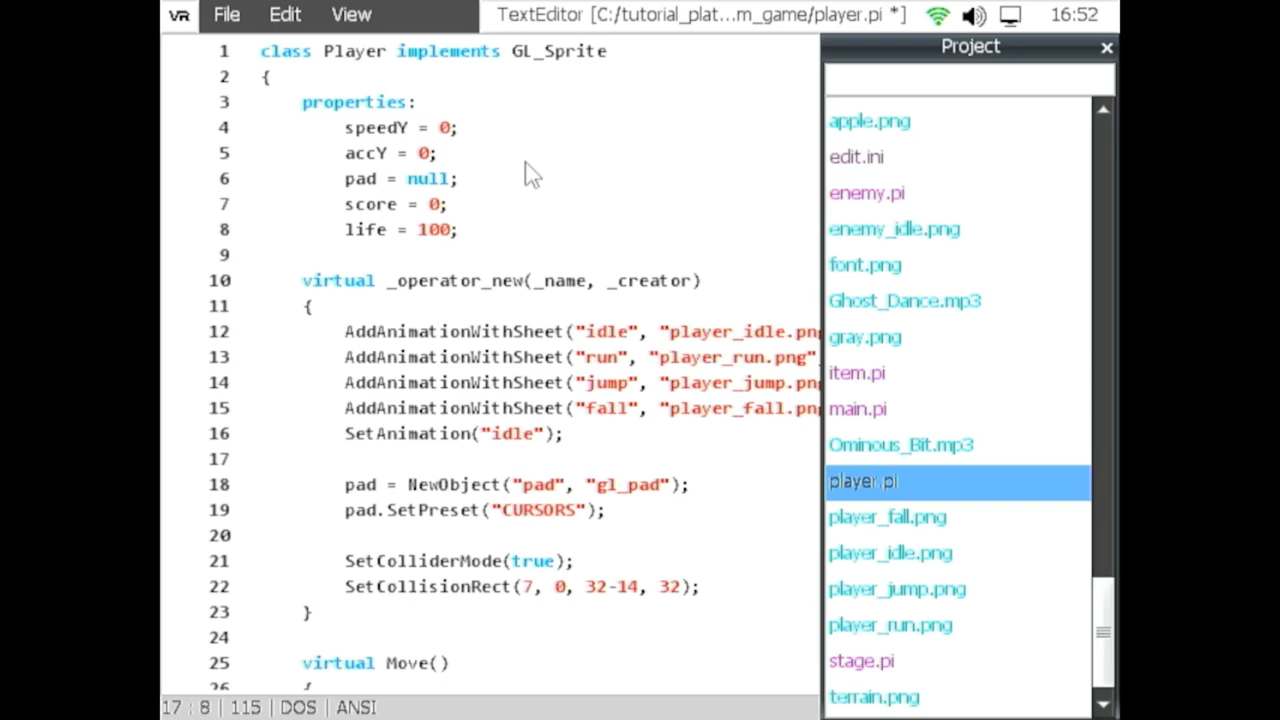 VR File Edit View TextEditor [C:/tutorial_plat...m_game/player.pi *] 16:52
1 class Player implements GL_Sprite
2 {
3 properties:
4 speedY = 0;
5 accY = 0;
6 pad = null;
7 score = 0;
8 life = 100;
9
10 virtual _operator_new(_name, _creator)
11 {
12 AddAnimationWithSheet("idle", "player_idle.png
13 AddAnimationWithSheet("run", "player_run.png",
14 AddAnimationWithSheet("jump", "player_jump.png
15 AddAnimationWithSheet("fall", "player_fall.png
16 SetAnimation("idle");
17
18 pad = NewObject("pad", "gl_pad");
19 pad.SetPreset("CURSORS");
20
21 SetColliderMode(true);
22 SetCollisionRect(7, 0, 32-14, 32);
23 }
24
25 virtual Move()
26 {
17 : 8 | 115 | DOS | ANSI
Project
apple.png
edit.ini
enemy.pi
enemy_idle.png
font.png
Ghost_Dance.mp3
gray.png
item.pi
main.pi
Ominous_Bit.mp3
player.pi
player_fall.png
player_idle.png
player_jump.png
player_run.png
stage.pi
terrain.png